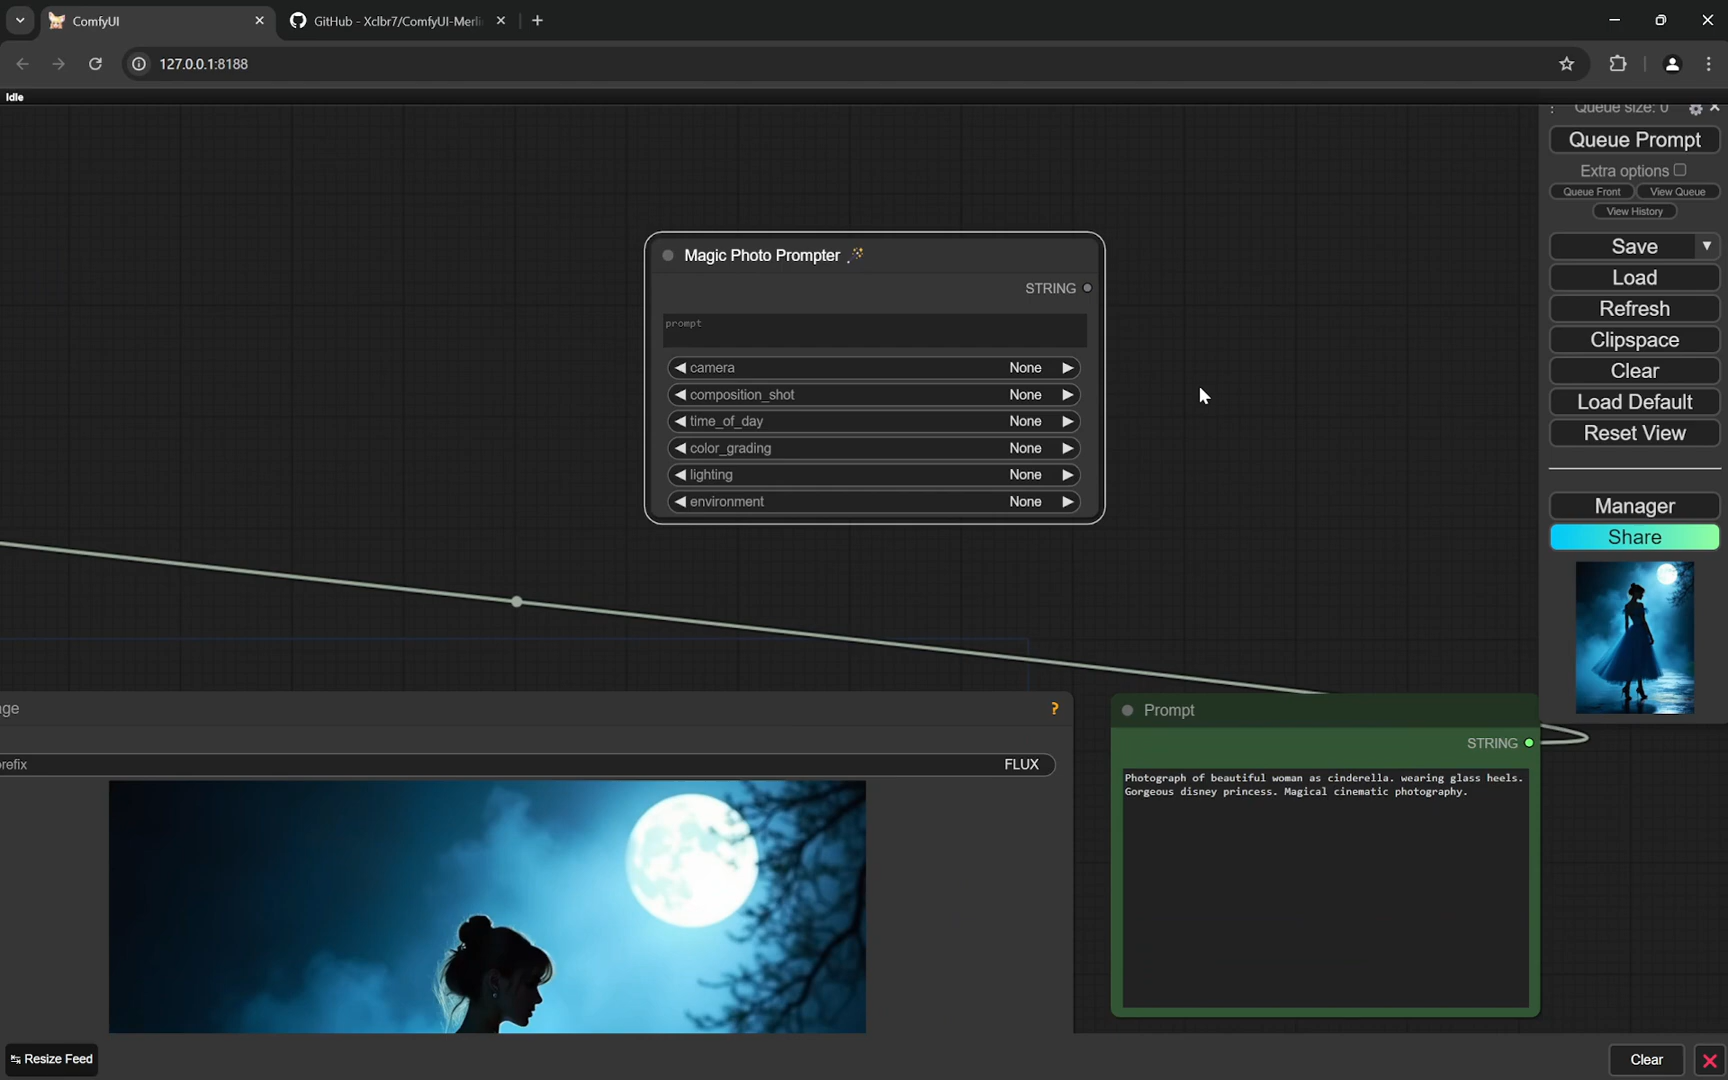 ComfyUI
GitHub - Xclbr7/ComfyUI-Merli
127.0.0.1:8188
Idle
Queue size: 0
Queue Prompt
Extra options
Queue Front
View Queue
View History
Save
Load
Refresh
Clipspace
Clear
Load Default
Reset View
Manager
Share
Magic Photo Prompter
STRING
prompt
camera None
composition_shot None
time_of_day None
color_grading None
lighting None
environment None
ge ?
refix FLUX
Prompt
STRING
Photograph of beautiful woman as cinderella. wearing glass heels.
Gorgeous disney princess. Magical cinematic photography.
Resize Feed
Clear